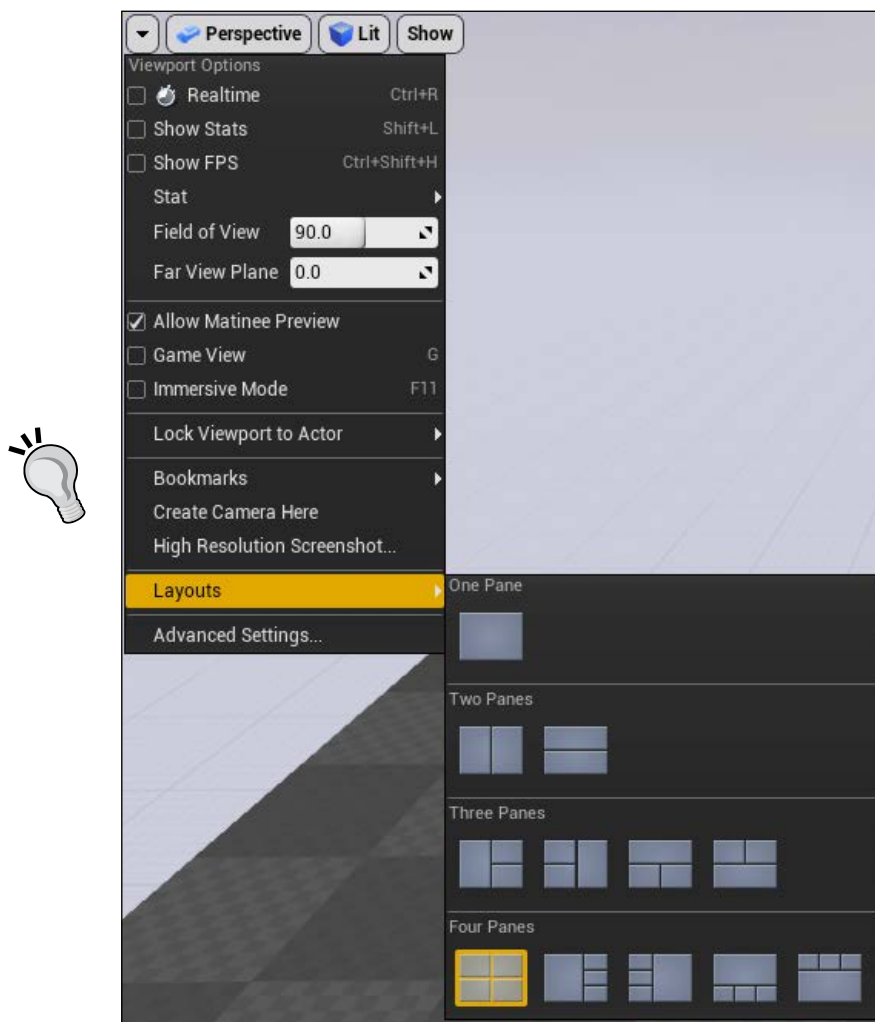 Perspective Lit Show
Viewport Options
Realtime Ctrl+R
Show Stats Shift+L
Show FPS Ctrl+Shift+H
Stat
Field of View 90.0
Far View Plane 0.0
Allow Matinee Preview
Game View G
Immersive Mode F11
Lock Viewport to Actor
Bookmarks
Create Camera Here
High Resolution Screenshot...
Layouts
Advanced Settings...
One Pane
Two Panes
Three Panes
Four Panes